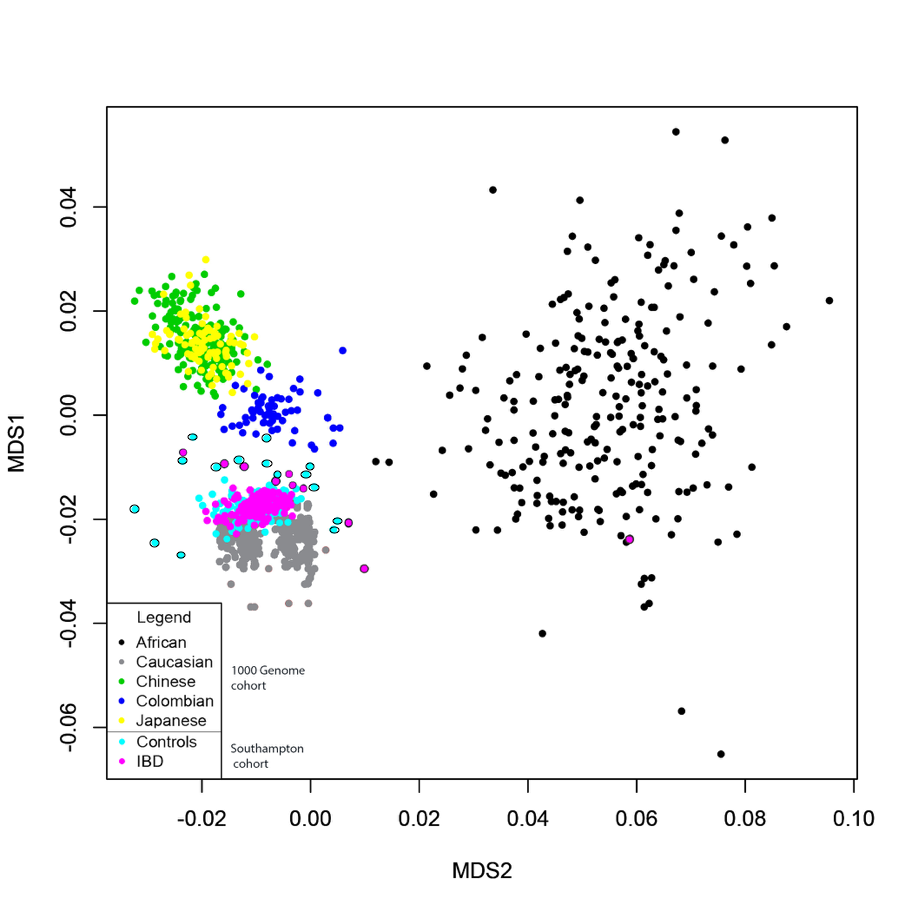 MDS1
0.04
0.02
0.00
-0.02
-0.04
-0.06
Legend
African
Caucasian
Chinese
Colombian
Japanese
Controls
IBD
1000 Genome
cohort
Southampton
cohort
-0.02 0.00 0.02 0.04 0.06 0.08 0.10
MDS2